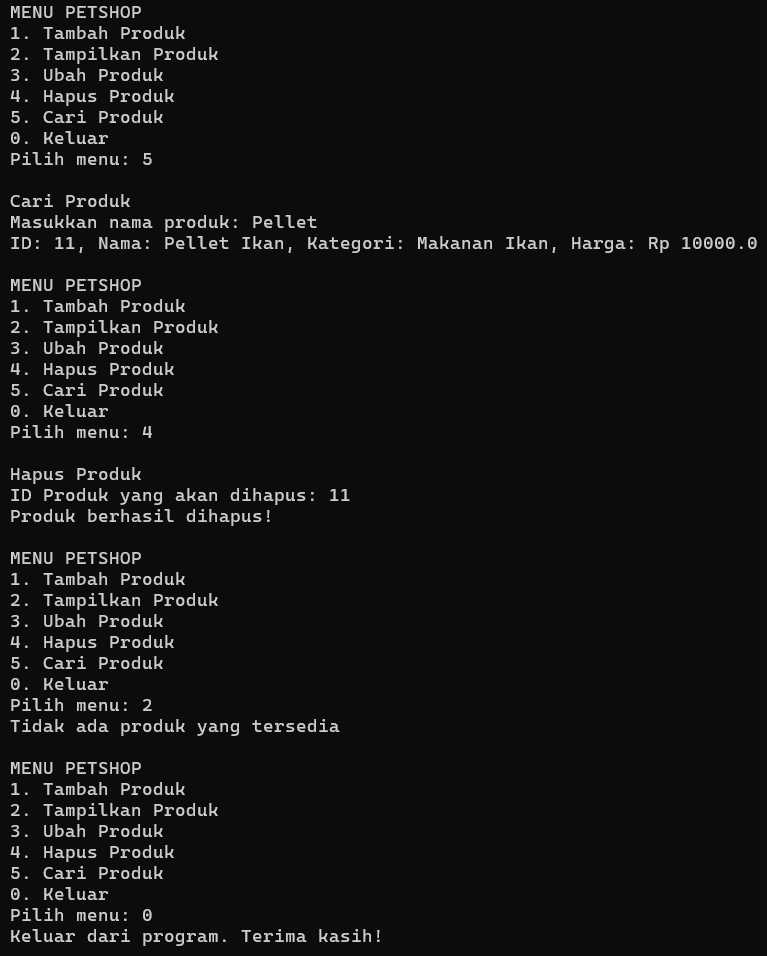 MENU PETSHOP
1. Tambah Produk
2. Tampilkan Produk
3. Ubah Produk
4. Hapus Produk
5. Cari Produk
0. Keluar
Pilih menu: 5

Cari Produk
Masukkan nama produk: Pellet
ID: 11, Nama: Pellet Ikan, Kategori: Makanan Ikan, Harga: Rp 10000.0

MENU PETSHOP
1. Tambah Produk
2. Tampilkan Produk
3. Ubah Produk
4. Hapus Produk
5. Cari Produk
0. Keluar
Pilih menu: 4

Hapus Produk
ID Produk yang akan dihapus: 11
Produk berhasil dihapus!

MENU PETSHOP
1. Tambah Produk
2. Tampilkan Produk
3. Ubah Produk
4. Hapus Produk
5. Cari Produk
0. Keluar
Pilih menu: 2
Tidak ada produk yang tersedia

MENU PETSHOP
1. Tambah Produk
2. Tampilkan Produk
3. Ubah Produk
4. Hapus Produk
5. Cari Produk
0. Keluar
Pilih menu: 0
Keluar dari program. Terima kasih!